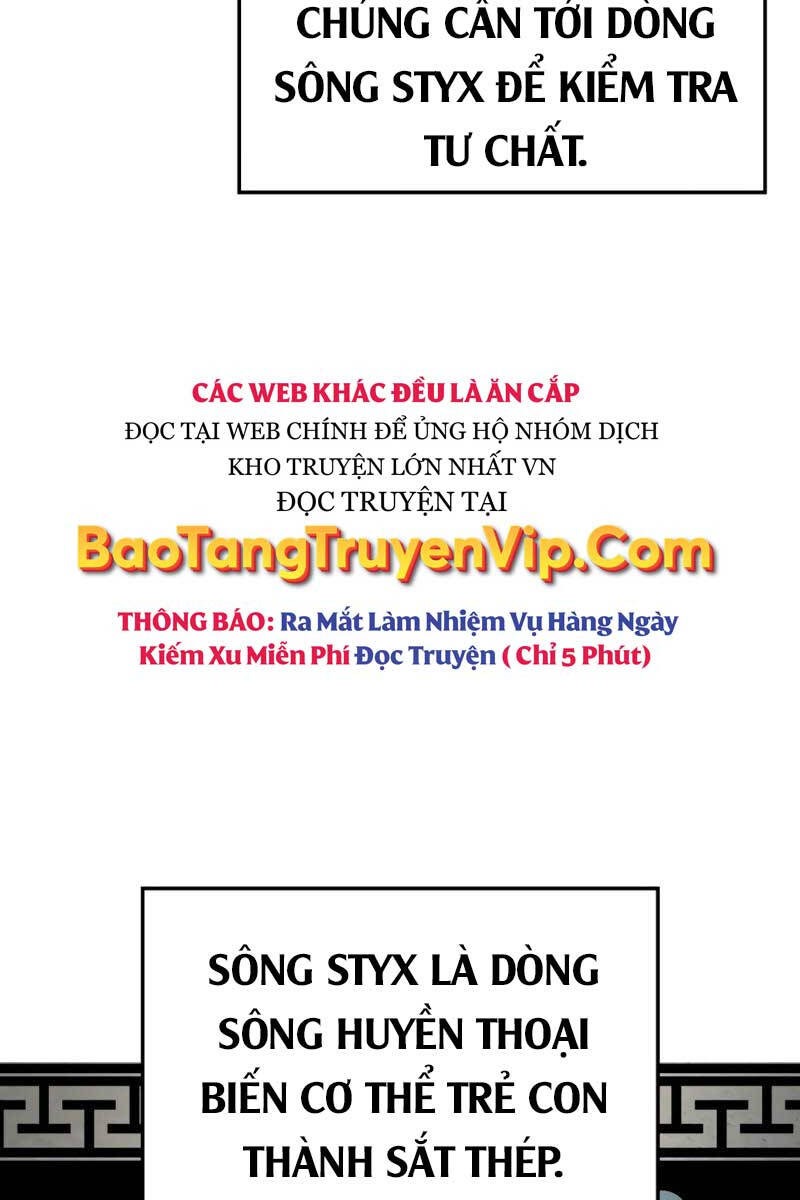 CHÚNG CẦN TỚI DÒNG
SÔNG STYX ĐỂ KIỂM TRA
TƯ CHẤT.
CÁC WEB KHÁC ĐỀU LÀ ĂN CẮP
ĐỌC TẠI WEB CHÍNH ĐỂ ỦNG HỘ NHÓM DỊCH
KHO TRUYỆN LỚN NHẤT VN
ĐỌC TRUYỆN TẠI
BaoTangTruyenVip.Com
THÔNG BÁO: Ra Mắt Làm Nhiệm Vụ Hàng Ngày
Kiếm Xu Miễn Phí Đọc Truyện ( Chỉ 5 Phút)
SÔNG STYX LÀ DÒNG
SÔNG HUYỀN THOẠI
BIẾN CƠ THỂ TRẺ CON
THÀNH SẮT THÉP.